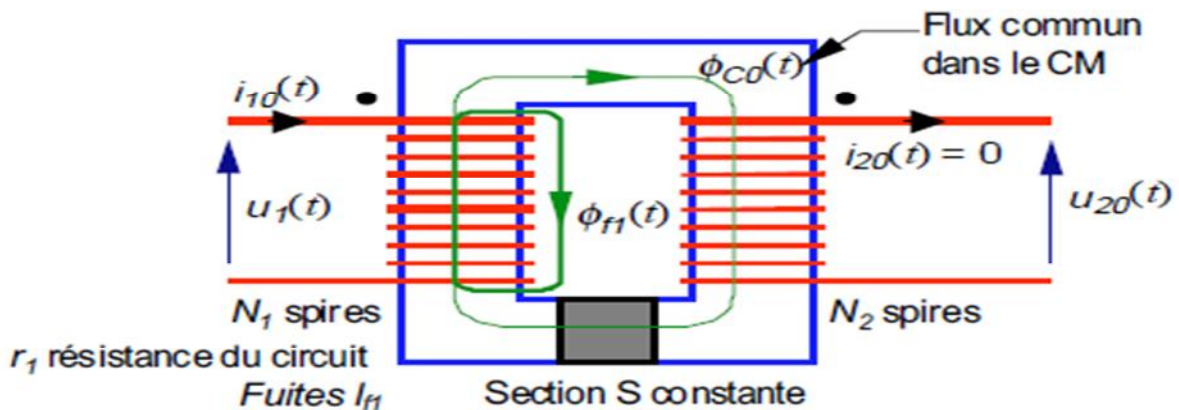 Flux commun
dans le CM
ϕC0(t)
i10(t)
i20(t) = 0
u1(t)
ϕf1(t)
u20(t)
N1 spires
N2 spires
r1 résistance du circuit
Fuites lf1
Section S constante